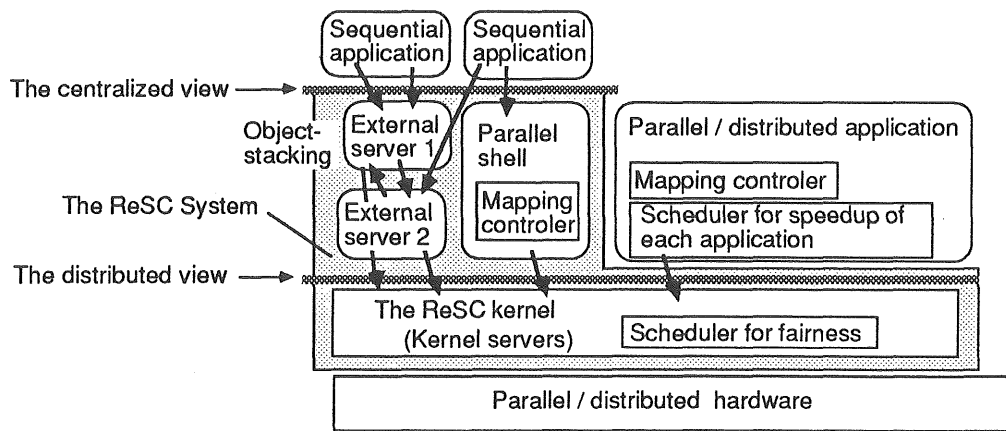 Sequential
application
Sequential
application
The centralized view
Object-
stacking
External
server 1
Parallel
shell
Parallel / distributed application
Mapping controler
Scheduler for speedup of
each application
The ReSC System
External
server 2
Mapping
controler
The distributed view
The ReSC kernel
(Kernel servers)
Scheduler for fairness
Parallel / distributed hardware